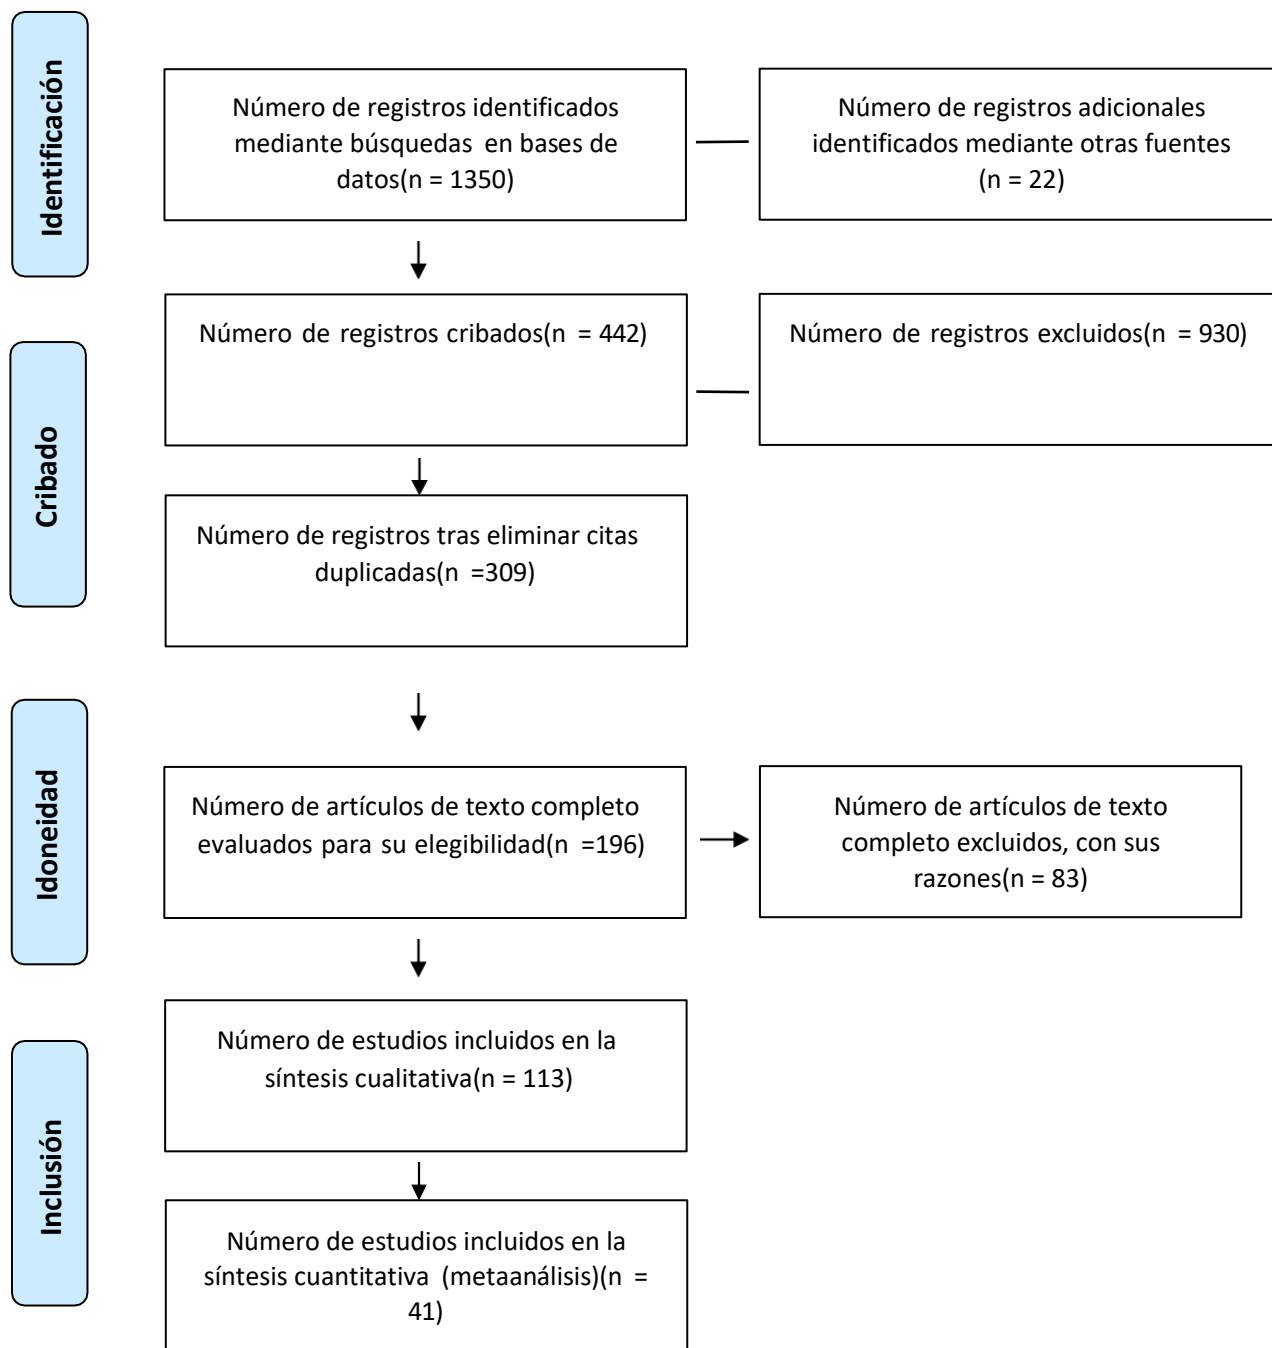 Identificación
Número de registros identificados
mediante búsquedas en bases de
datos(n = 1350)
Número de registros adicionales
identificados mediante otras fuentes
(n = 22)
Cribado
Número de registros cribados(n = 442)
Número de registros excluidos(n = 930)
Número de registros tras eliminar citas
duplicadas(n =309)
Idoneidad
Número de artículos de texto completo
evaluados para su elegibilidad(n =196)
Número de artículos de texto
completo excluidos, con sus
razones(n = 83)
Inclusión
Número de estudios incluidos en la
síntesis cualitativa(n = 113)
Número de estudios incluidos en la
síntesis cuantitativa (metaanálisis)(n =
41)